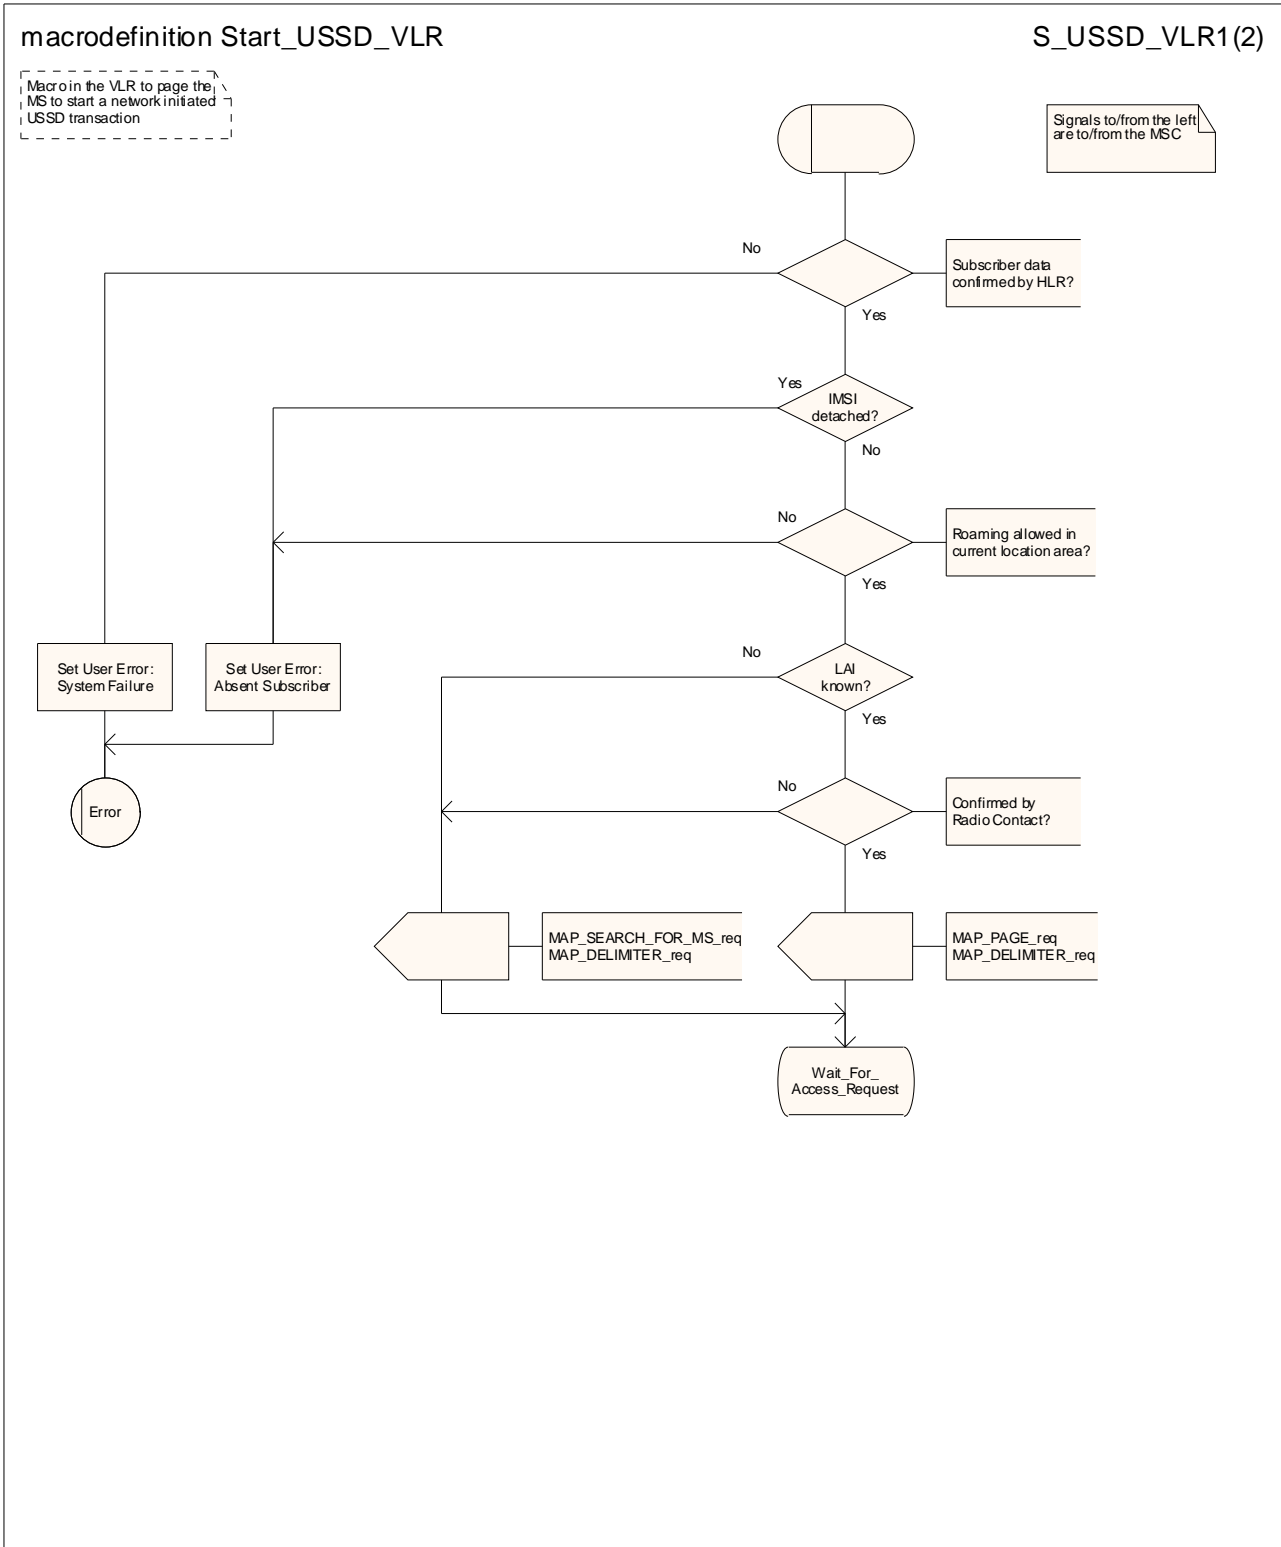 macrodefinition Start_USSD_VLR
S_USSD_VLR1(2)
Macro in the VLR to page the
MS to start a network initiated
USSD transaction
Signals to/from the left
are to/from the MSC
No
Subscriber data
confirmed by HLR?
Yes
Yes
IMSI
detached?
No
No
Roaming allowed in
current location area?
Yes
Set User Error:
System Failure
Set User Error:
Absent Subscriber
No
LAI
known?
Yes
No
Confirmed by
Radio Contact?
Yes
Error
MAP_SEARCH_FOR_MS_req
MAP_DELIMITER_req
MAP_PAGE_req
MAP_DELIMITER_req
Wait_For_
Access_Request